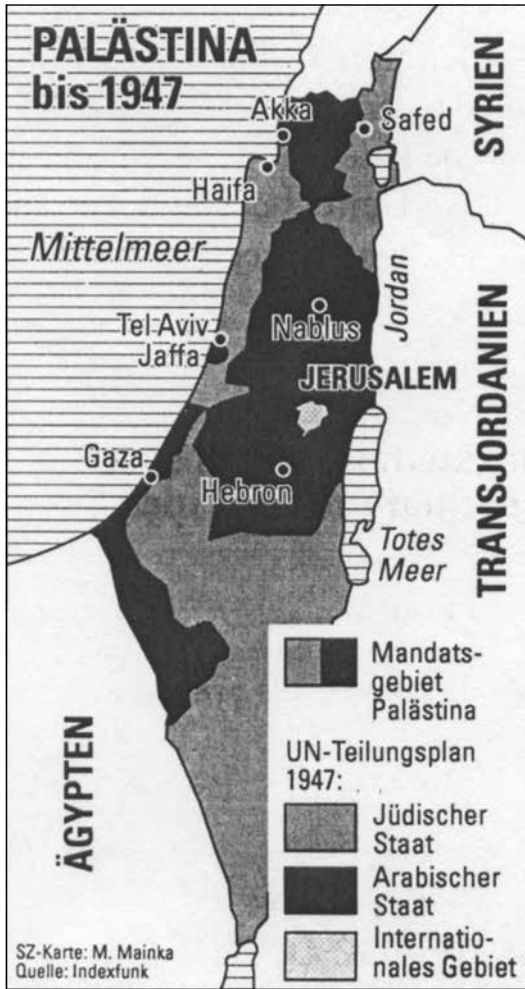 PALÄSTINA
bis 1947
SYRIEN
Akka
Safed
Haifa
Mittelmeer
Jordan
Nablus
Tel Aviv
Jaffa
JERUSALEM
TRANSJORDANIEN
Gaza
Hebron
Totes
Meer
ÄGYPTEN
Mandats-
gebiet
Palästina
UN-Teilungsplan
1947:
Jüdischer
Staat
Arabischer
Staat
Internatio-
nales Gebiet
SZ-Karte: M. Mainka
Quelle: Indexfunk